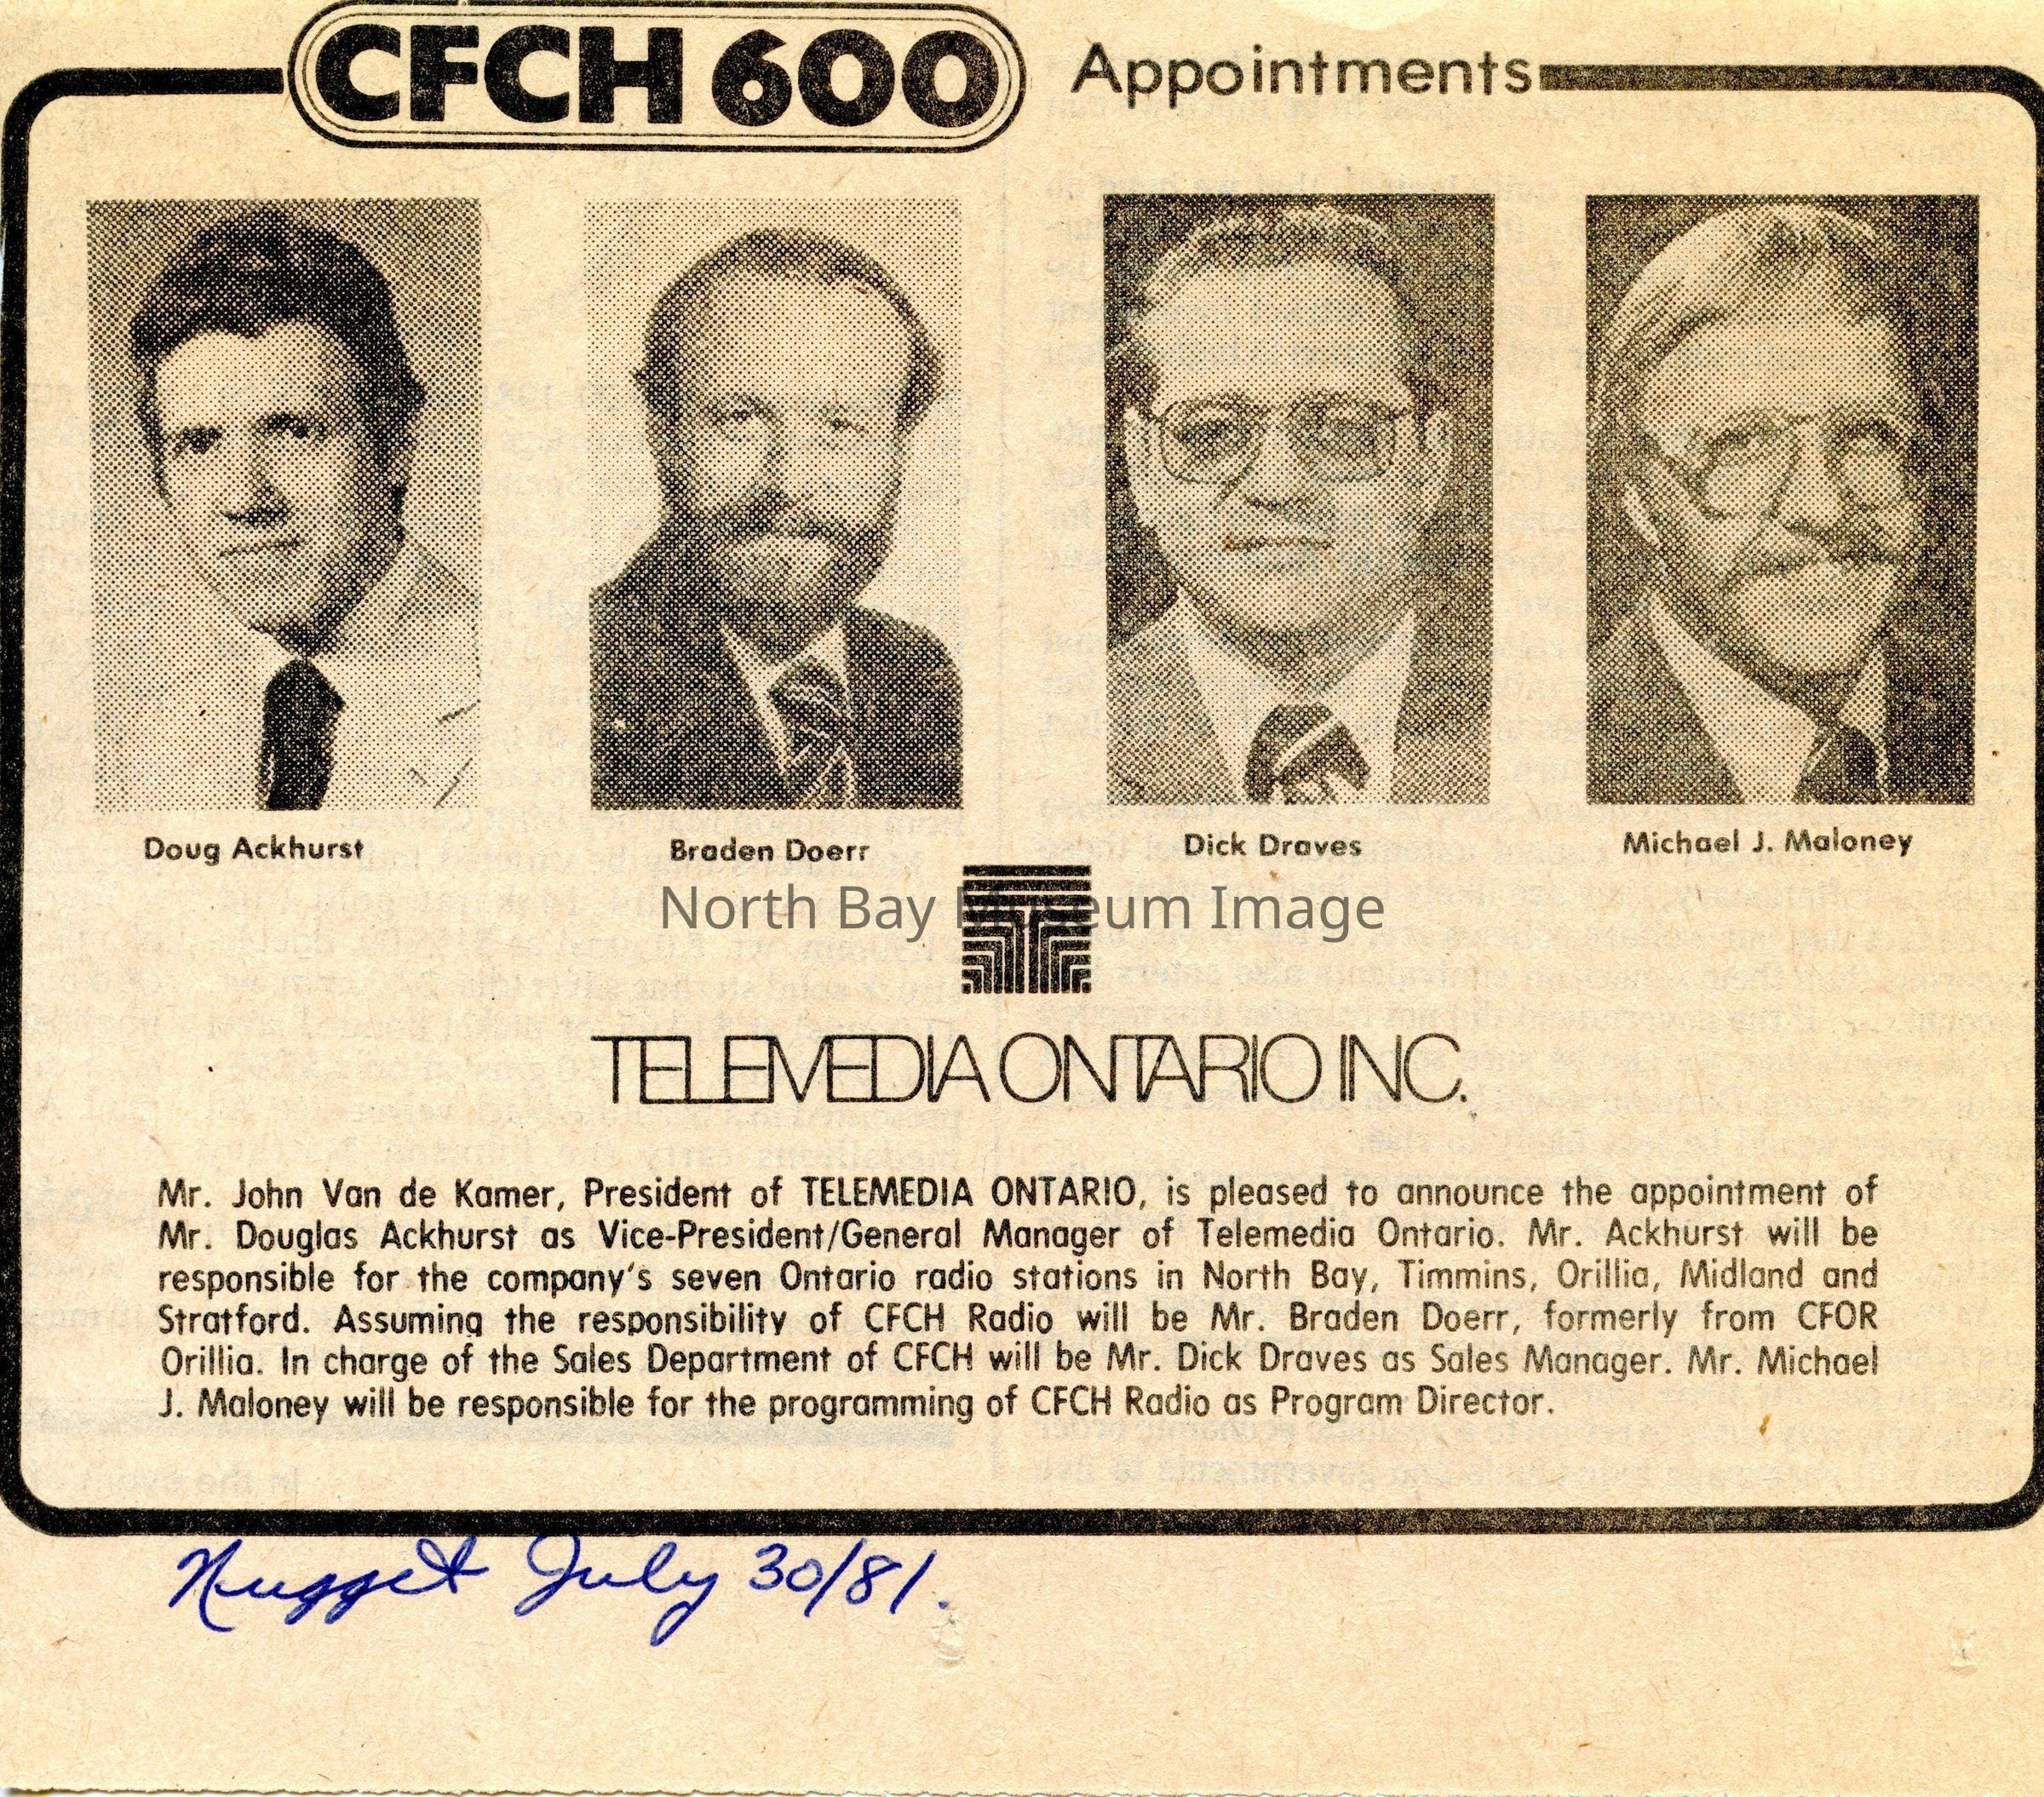 CFCH 600 Appointments
Doug Ackhurst
Braden Doerr
Dick Draves
Michael J. Maloney
North Bay Museum Image
TELEMEDIA ONTARIO INC.
Mr. John Van de Kamer, President of TELEMEDIA ONTARIO, is pleased to announce the appointment of
Mr. Douglas Ackhurst as Vice-President/General Manager of Telemedia Ontario. Mr. Ackhurst will be
responsible for the company's seven Ontario radio stations in North Bay, Timmins, Orillia, Midland and
Stratford. Assuming the responsibility of CFCH Radio will be Mr. Braden Doerr, formerly from CFOR
Orillia. In charge of the Sales Department of CFCH will be Mr. Dick Draves as Sales Manager. Mr. Michael
J. Maloney will be responsible for the programming of CFCH Radio as Program Director.
Nugget July 30/81.